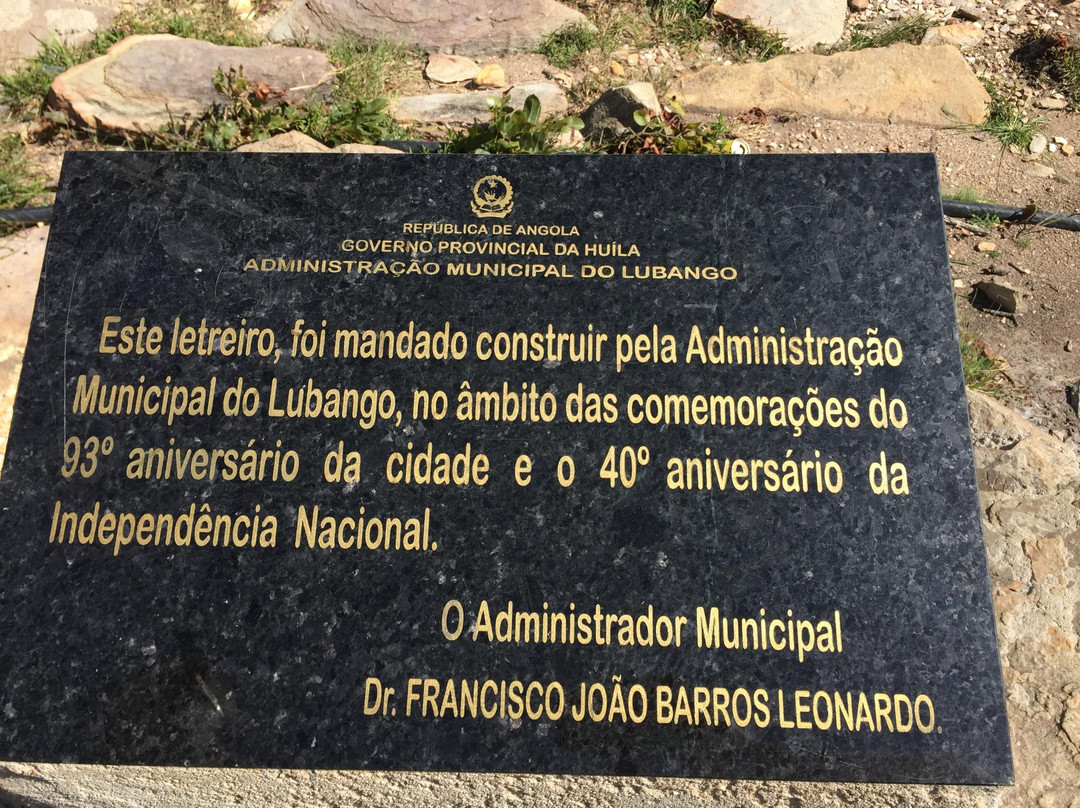 REPÚBLICA DE ANGOLA
GOVERNO PROVINCIAL DA HUÍLA
ADMINISTRAÇÃO MUNICIPAL DO LUBANGO
Este letreiro, foi mandado construir pela Administração
Municipal do Lubango, no âmbito das comemorações do
93º aniversário da cidade e o 40º aniversário da
Independência Nacional.
O Administrador Municipal
Dr. FRANCISCO JOÃO BARROS LEONARDO.